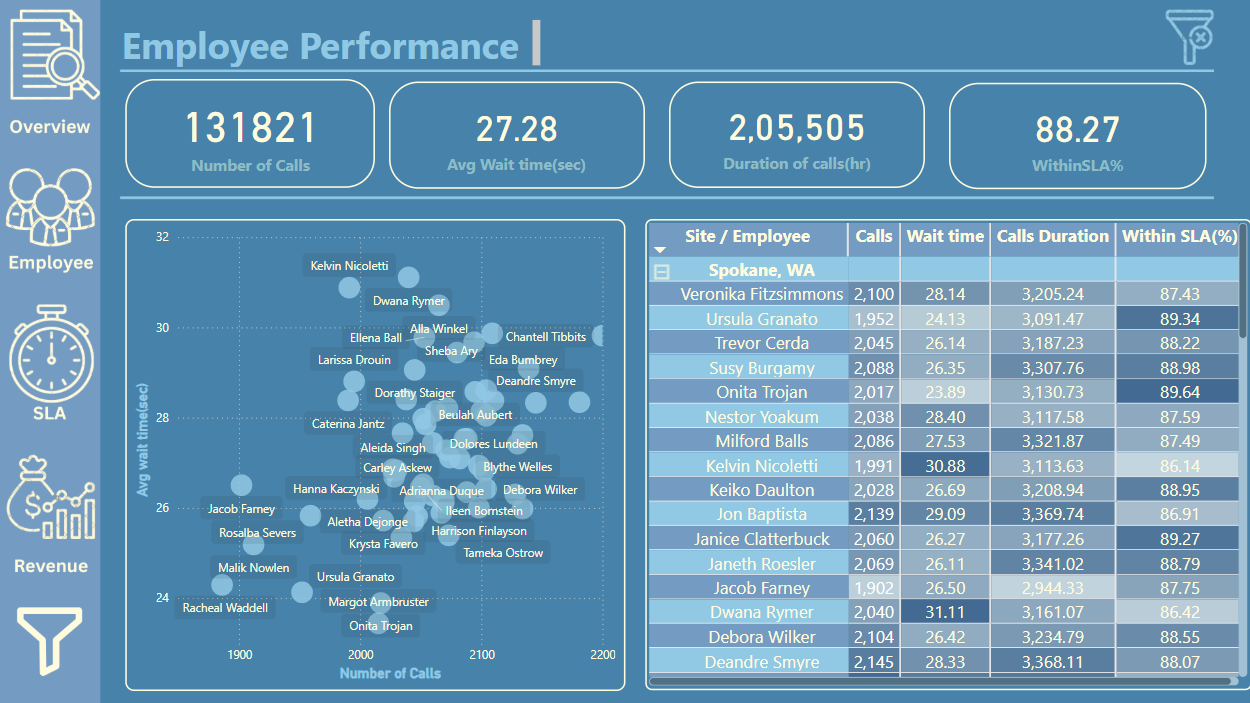 Overview
Employee
SLA
$
Revenue
Employee Performance
131821
Number of Calls
27.28
Avg Wait time(sec)
2,05,505
Duration of calls(hr)
88.27
WithinSLA%
Avg wait time(sec)
32
30
28
26
24
Kelvin Nicoletti
Dwana Rymer
Alla Winkel
Ellena Ball
Chantell Tibbits
Sheba Ary
Larissa Drouin
Eda Bumbrey
Deandre Smyre
Dorathy Staiger
Beulah Aubert
Caterina Jantz
Aleida Singh
Dolores Lundeen
Carley Askew
Blythe Welles
Hanna Kaczynski
Adrianna Duque
Debora Wilker
Jacob Farney
Ileen Bornstein
Aletha Dejonge
Rosalba Severs
Harrison Finlayson
Krysta Favero
Tameka Ostrow
Malik Nowlen
Ursula Granato
Racheal Waddell
Margot Armbruster
Onita Trojan
1900 2000 2100 2200
Number of Calls
Site / Employee Calls Wait time Calls Duration Within SLA(%)
Spokane, WA
Veronika Fitzsimmons 2,100 28.14 3,205.24 87.43
Ursula Granato 1,952 24.13 3,091.47 89.34
Trevor Cerda 2,045 26.14 3,187.23 88.22
Susy Burgamy 2,088 26.35 3,307.76 88.98
Onita Trojan 2,017 23.89 3,130.73 89.64
Nestor Yoakum 2,038 28.40 3,117.58 87.59
Milford Balls 2,086 27.53 3,321.87 87.49
Kelvin Nicoletti 1,991 30.88 3,113.63 86.14
Keiko Daulton 2,028 26.69 3,208.94 88.95
Jon Baptista 2,139 29.09 3,369.74 86.91
Janice Clatterbuck 2,060 26.27 3,177.26 89.27
Janeth Roesler 2,069 26.11 3,341.02 88.79
Jacob Farney 1,902 26.50 2,944.33 87.75
Dwana Rymer 2,040 31.11 3,161.07 86.42
Debora Wilker 2,104 26.42 3,234.79 88.55
Deandre Smyre 2,145 28.33 3,368.11 88.07